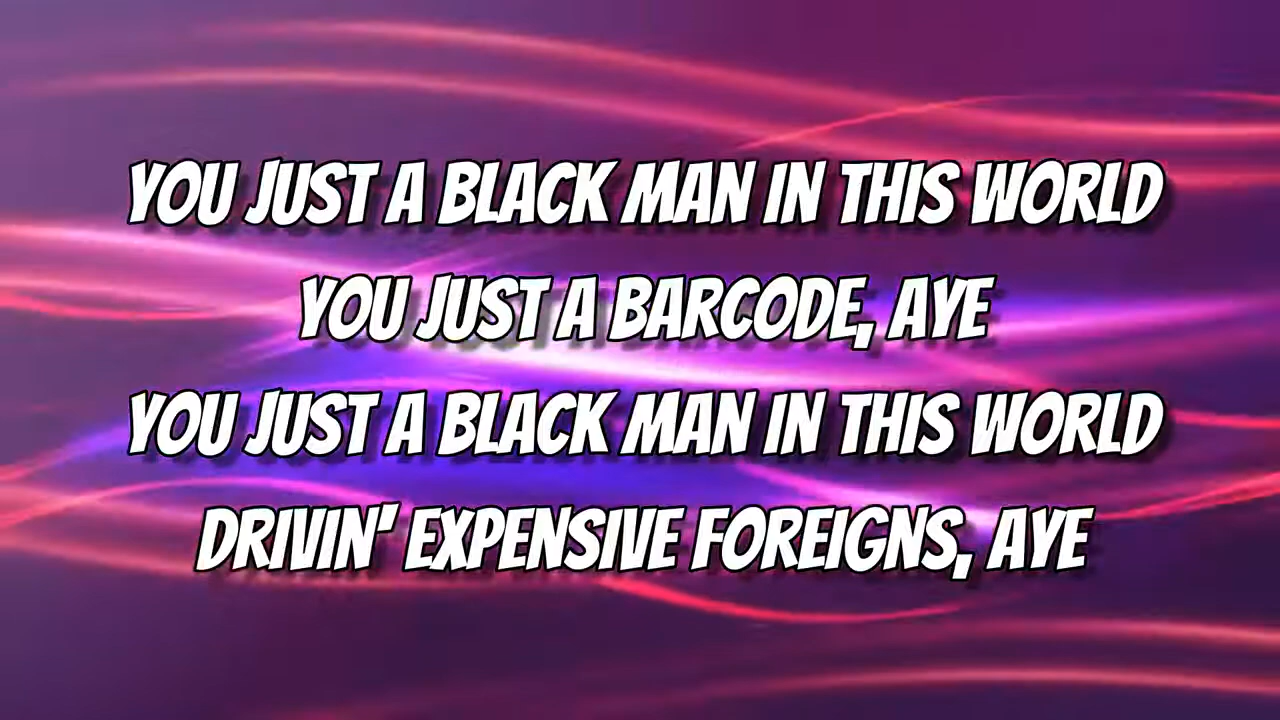 YOU JUST A BLACK MAN IN THIS WORLD
YOU JUST A BARCODE, AYE
YOU JUST A BLACK MAN IN THIS WORLD
DRIVIN' EXPENSIVE FOREIGNS, AYE